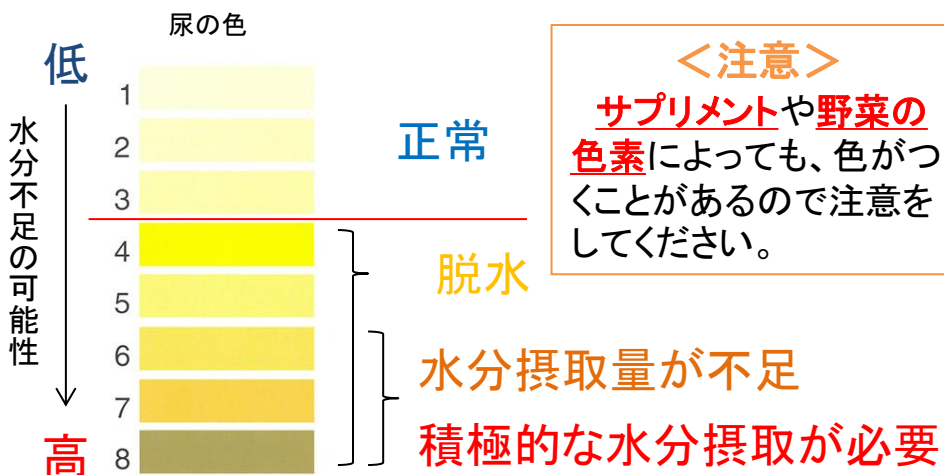 尿の色
低
水分不足の可能性
高
1
2
3
4
5
6
7
8
正常
脱水
水分摂取量が不足
積極的な水分摂取が必要
＜注意＞
サプリメントや野菜の
色素によっても、色がつ
くことがあるので注意を
してください。